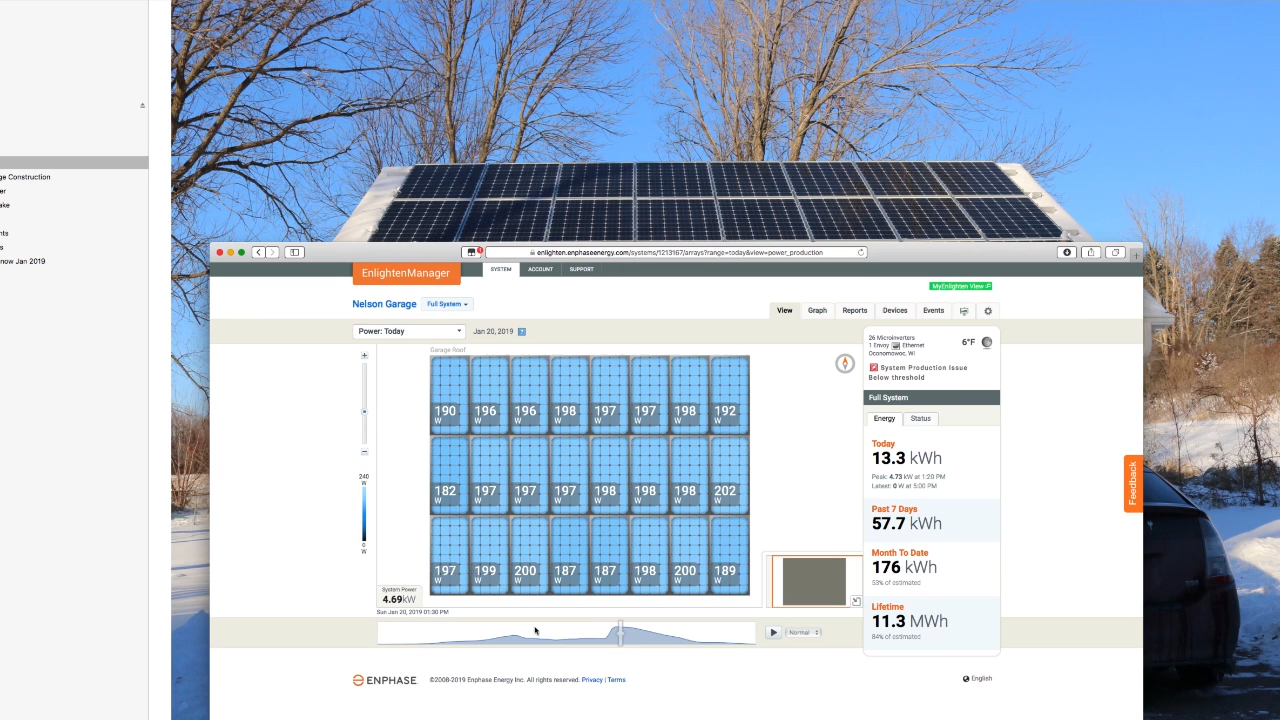 ge Construction
er
ake
nts
s
now Jan 2019
1
enlighten.enphaseenergy.com/systems/1213167/arrays?range=today&view=power_production
EnlightenManager
SYSTEM ACCOUNT SUPPORT
MyEnlighten View
Nelson Garage Full System
View Graph Reports Devices Events
Power: Today Jan 20, 2019
Garage Roof
26 Microinverters
1 Envoy Ethernet
Oconomowoc, WI
6°F
System Production Issue
Below threshold
Full System
Energy Status
Today
13.3 kWh
Peak: 4.73 kW at 1:20 PM
Latest: 0 W at 5:00 PM
Past 7 Days
57.7 kWh
Month To Date
176 kWh
53% of estimated
Lifetime
11.3 MWh
84% of estimated
190 196 196 198 197 197 198 192
W W W W W W W W
182 197 197 197 198 198 198 202
W W W W W W W W
197 199 200 187 187 198 200 189
W W W W W W W W
240
W
0
W
System Power
4.69kW
Sun Jan 20, 2019 01:30 PM
Normal
Feedback
ENPHASE. ©2008-2019 Enphase Energy Inc. All rights reserved. Privacy | Terms
English